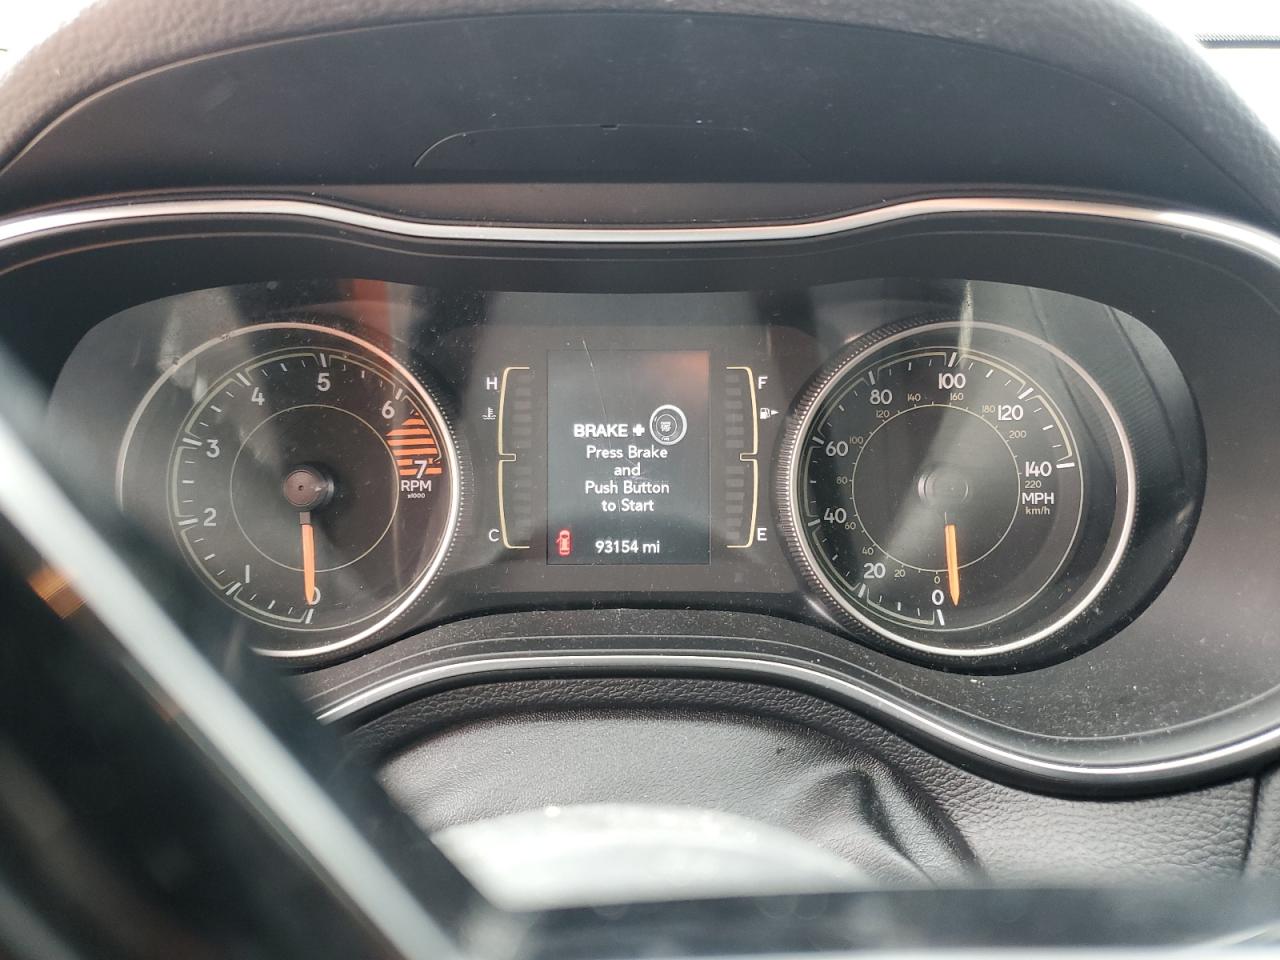 BRAKE +
Press Brake
and
Push Button
to Start
93154 mi
H
C
F
E
0
1
2
3
4
5
6
7
RPM
x1000
0
20
40
60
80
100
120
140
MPH
km/h
0
20
40
60
80
100
120
140
160
180
200
220